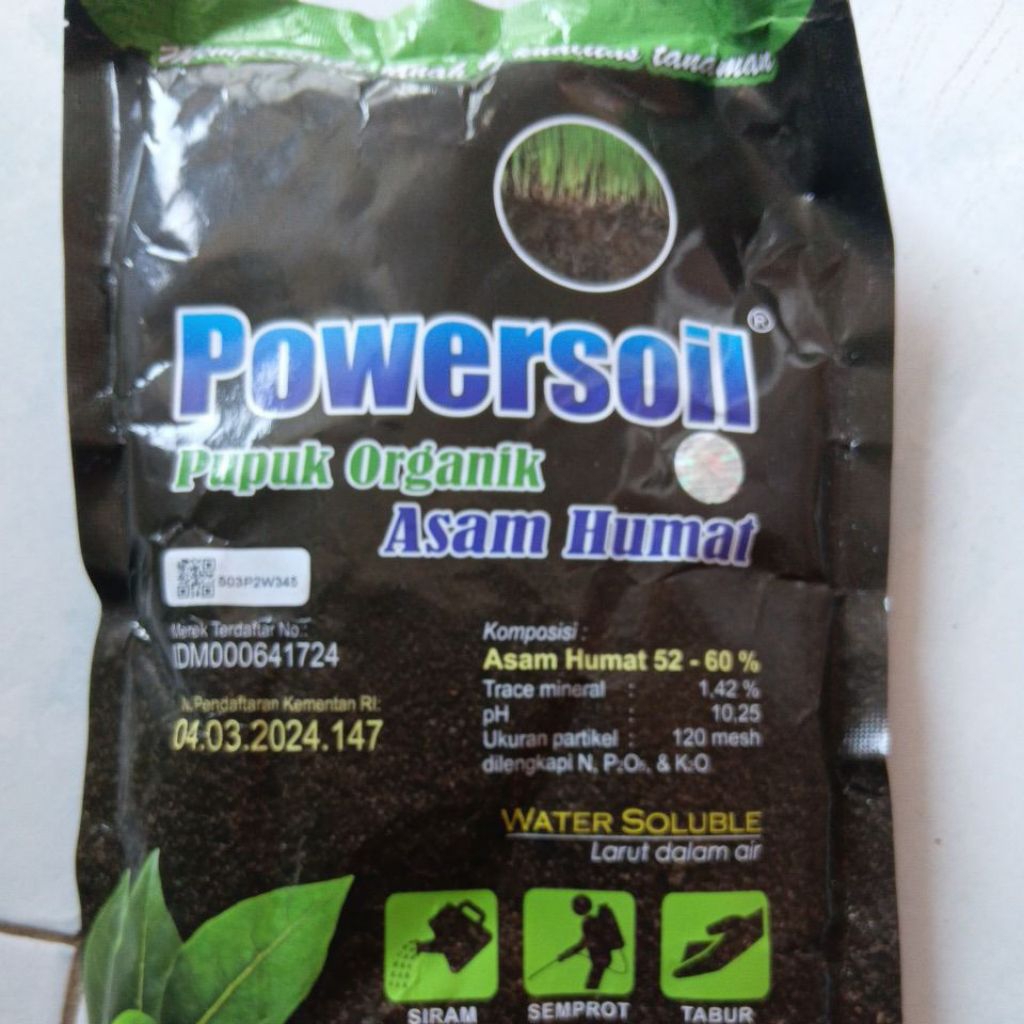 & kualitas tanaman
Powersoil®
Pupuk Organik
Asam Humat
503P2W345
Merek Terdaftar No.:
IDM000641724
Pendaftaran Kementan RI:
04.03.2024.147
Komposisi :
Asam Humat 52 - 60 %
Trace mineral : 1,42 %
pH : 10,25
Ukuran partikel : 120 mesh
dilengkapi N, P₂O₅, & K₂O
WATER SOLUBLE
Larut dalam air
SIRAM SEMPROT TABUR